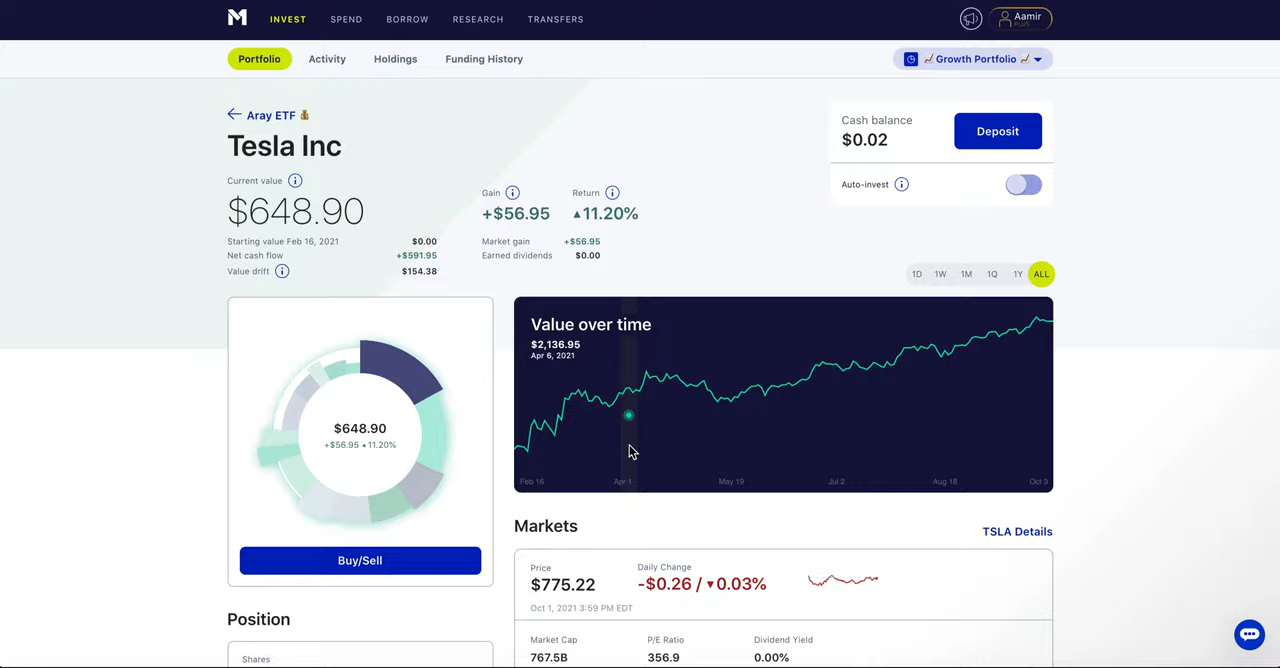 INVEST SPEND BORROW RESEARCH TRANSFERS
Aamir
PLUS
Portfolio Activity Holdings Funding History
Growth Portfolio
Aray ETF
Tesla Inc
Cash balance
$0.02
Deposit
Auto-invest
Current value
$648.90
Gain
+$56.95
Return
11.20%
Starting value Feb 16, 2021 $0.00
Net cash flow +$591.95
Value drift $154.38
Market gain +$56.95
Earned dividends $0.00
1D 1W 1M 1Q 1Y ALL
$648.90
+$56.95 11.20%
Buy/Sell
Value over time
$2,136.95
Apr 6, 2021
Feb 16 Apr 1 May 19 Jul 2 Aug 18 Oct 3
Markets
TSLA Details
Price
$775.22
Daily Change
-$0.26 / ▼0.03%
Oct 1, 2021 3:59 PM EDT
Market Cap
767.5B
P/E Ratio
356.9
Dividend Yield
0.00%
Position
Shares